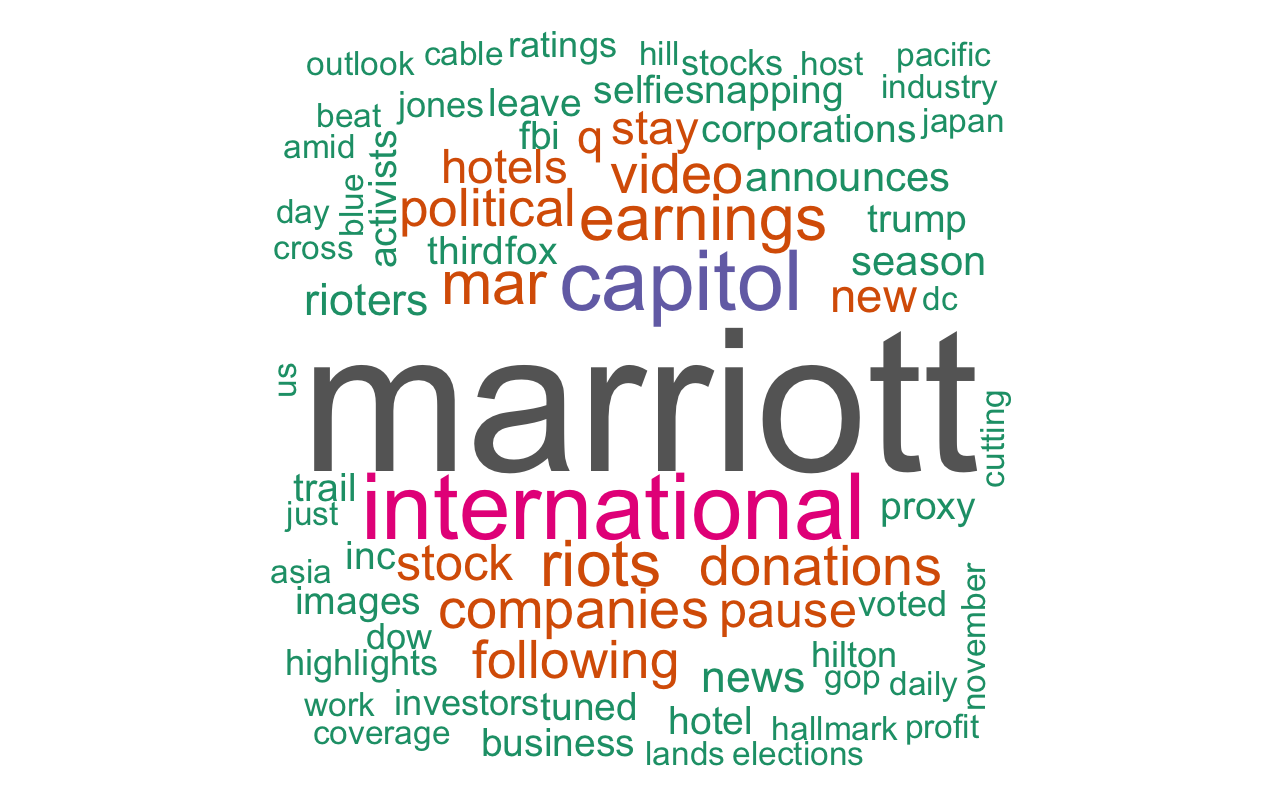 outlook cable ratings hill stocks host pacific
selfiesnapping industry
beat jones leave
fbi q stay corporations japan
amid activists
hotels video announces
blue
day political earnings trump
cross thirdfox season
mar capitol
rioters new dc
marriott
us
cutting
trail international proxy
just
inc stock riots donations
asia
images companies pause voted november
dow
highlights following news hilton
gop daily
work investors tuned
hotel hallmark profit
coverage business lands elections